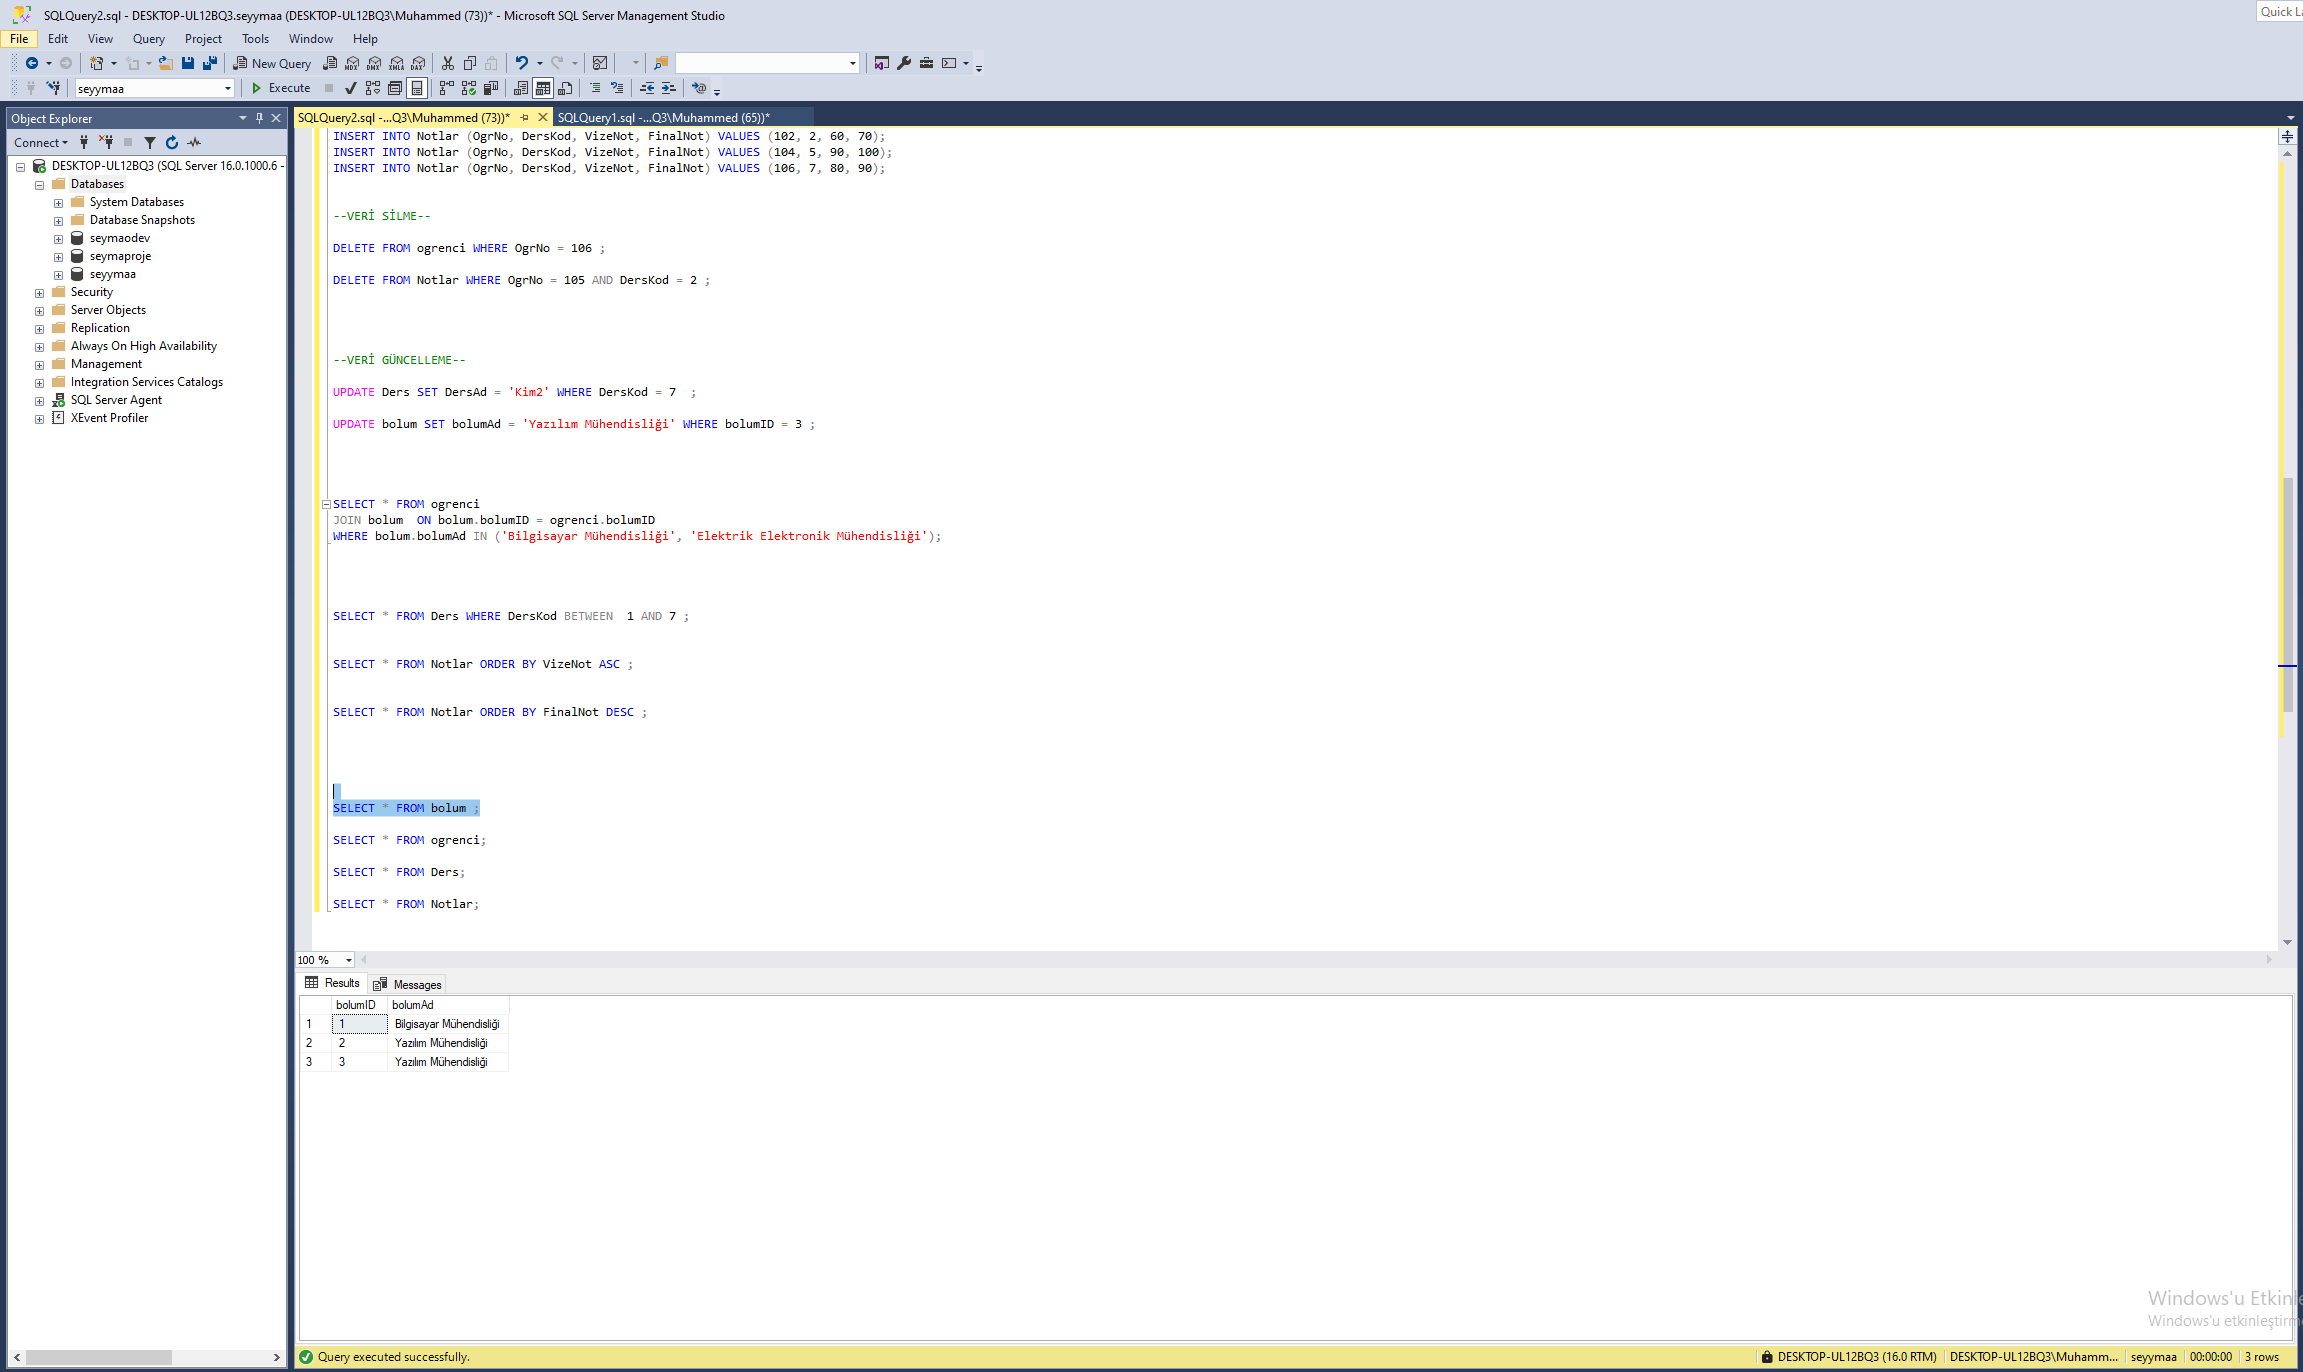 SQLQuery2.sql - DESKTOP-UL12BQ3.seyymaa (DESKTOP-UL12BQ3\Muhammed (73))* - Microsoft SQL Server Management Studio
Quick La
File Edit View Query Project Tools Window Help
New Query
seyymaa
Execute
Object Explorer
Connect
DESKTOP-UL12BQ3 (SQL Server 16.0.1000.6 -
Databases
System Databases
Database Snapshots
seymaodev
seymaproje
seyymaa
Security
Server Objects
Replication
Always On High Availability
Management
Integration Services Catalogs
SQL Server Agent
XEvent Profiler
SQLQuery2.sql -...Q3\Muhammed (73))*
SQLQuery1.sql -...Q3\Muhammed (65))*
INSERT INTO Notlar (OgrNo, DersKod, VizeNot, FinalNot) VALUES (102, 2, 60, 70);
INSERT INTO Notlar (OgrNo, DersKod, VizeNot, FinalNot) VALUES (104, 5, 90, 100);
INSERT INTO Notlar (OgrNo, DersKod, VizeNot, FinalNot) VALUES (106, 7, 80, 90);
--VERİ SİLME--
DELETE FROM ogrenci WHERE OgrNo = 106 ;
DELETE FROM Notlar WHERE OgrNo = 105 AND DersKod = 2 ;
--VERİ GÜNCELLEME--
UPDATE Ders SET DersAd = 'Kim2' WHERE DersKod = 7  ;
UPDATE bolum SET bolumAd = 'Yazılım Mühendisliği' WHERE bolumID = 3 ;
SELECT * FROM ogrenci
JOIN bolum  ON bolum.bolumID = ogrenci.bolumID
WHERE bolum.bolumAd IN ('Bilgisayar Mühendisliği', 'Elektrik Elektronik Mühendisliği');
SELECT * FROM Ders WHERE DersKod BETWEEN  1 AND 7 ;
SELECT * FROM Notlar ORDER BY VizeNot ASC ;
SELECT * FROM Notlar ORDER BY FinalNot DESC ;
SELECT * FROM bolum ;
SELECT * FROM ogrenci;
SELECT * FROM Ders;
SELECT * FROM Notlar;
100 %
Results Messages
bolumID bolumAd
1 1 Bilgisayar Mühendisliği
2 2 Yazılım Mühendisliği
3 3 Yazılım Mühendisliği
Windows'u Etkinle
Windows'u etkinleştirme
Query executed successfully.
DESKTOP-UL12BQ3 (16.0 RTM) DESKTOP-UL12BQ3\Muhamm... seyymaa 00:00:00 3 rows